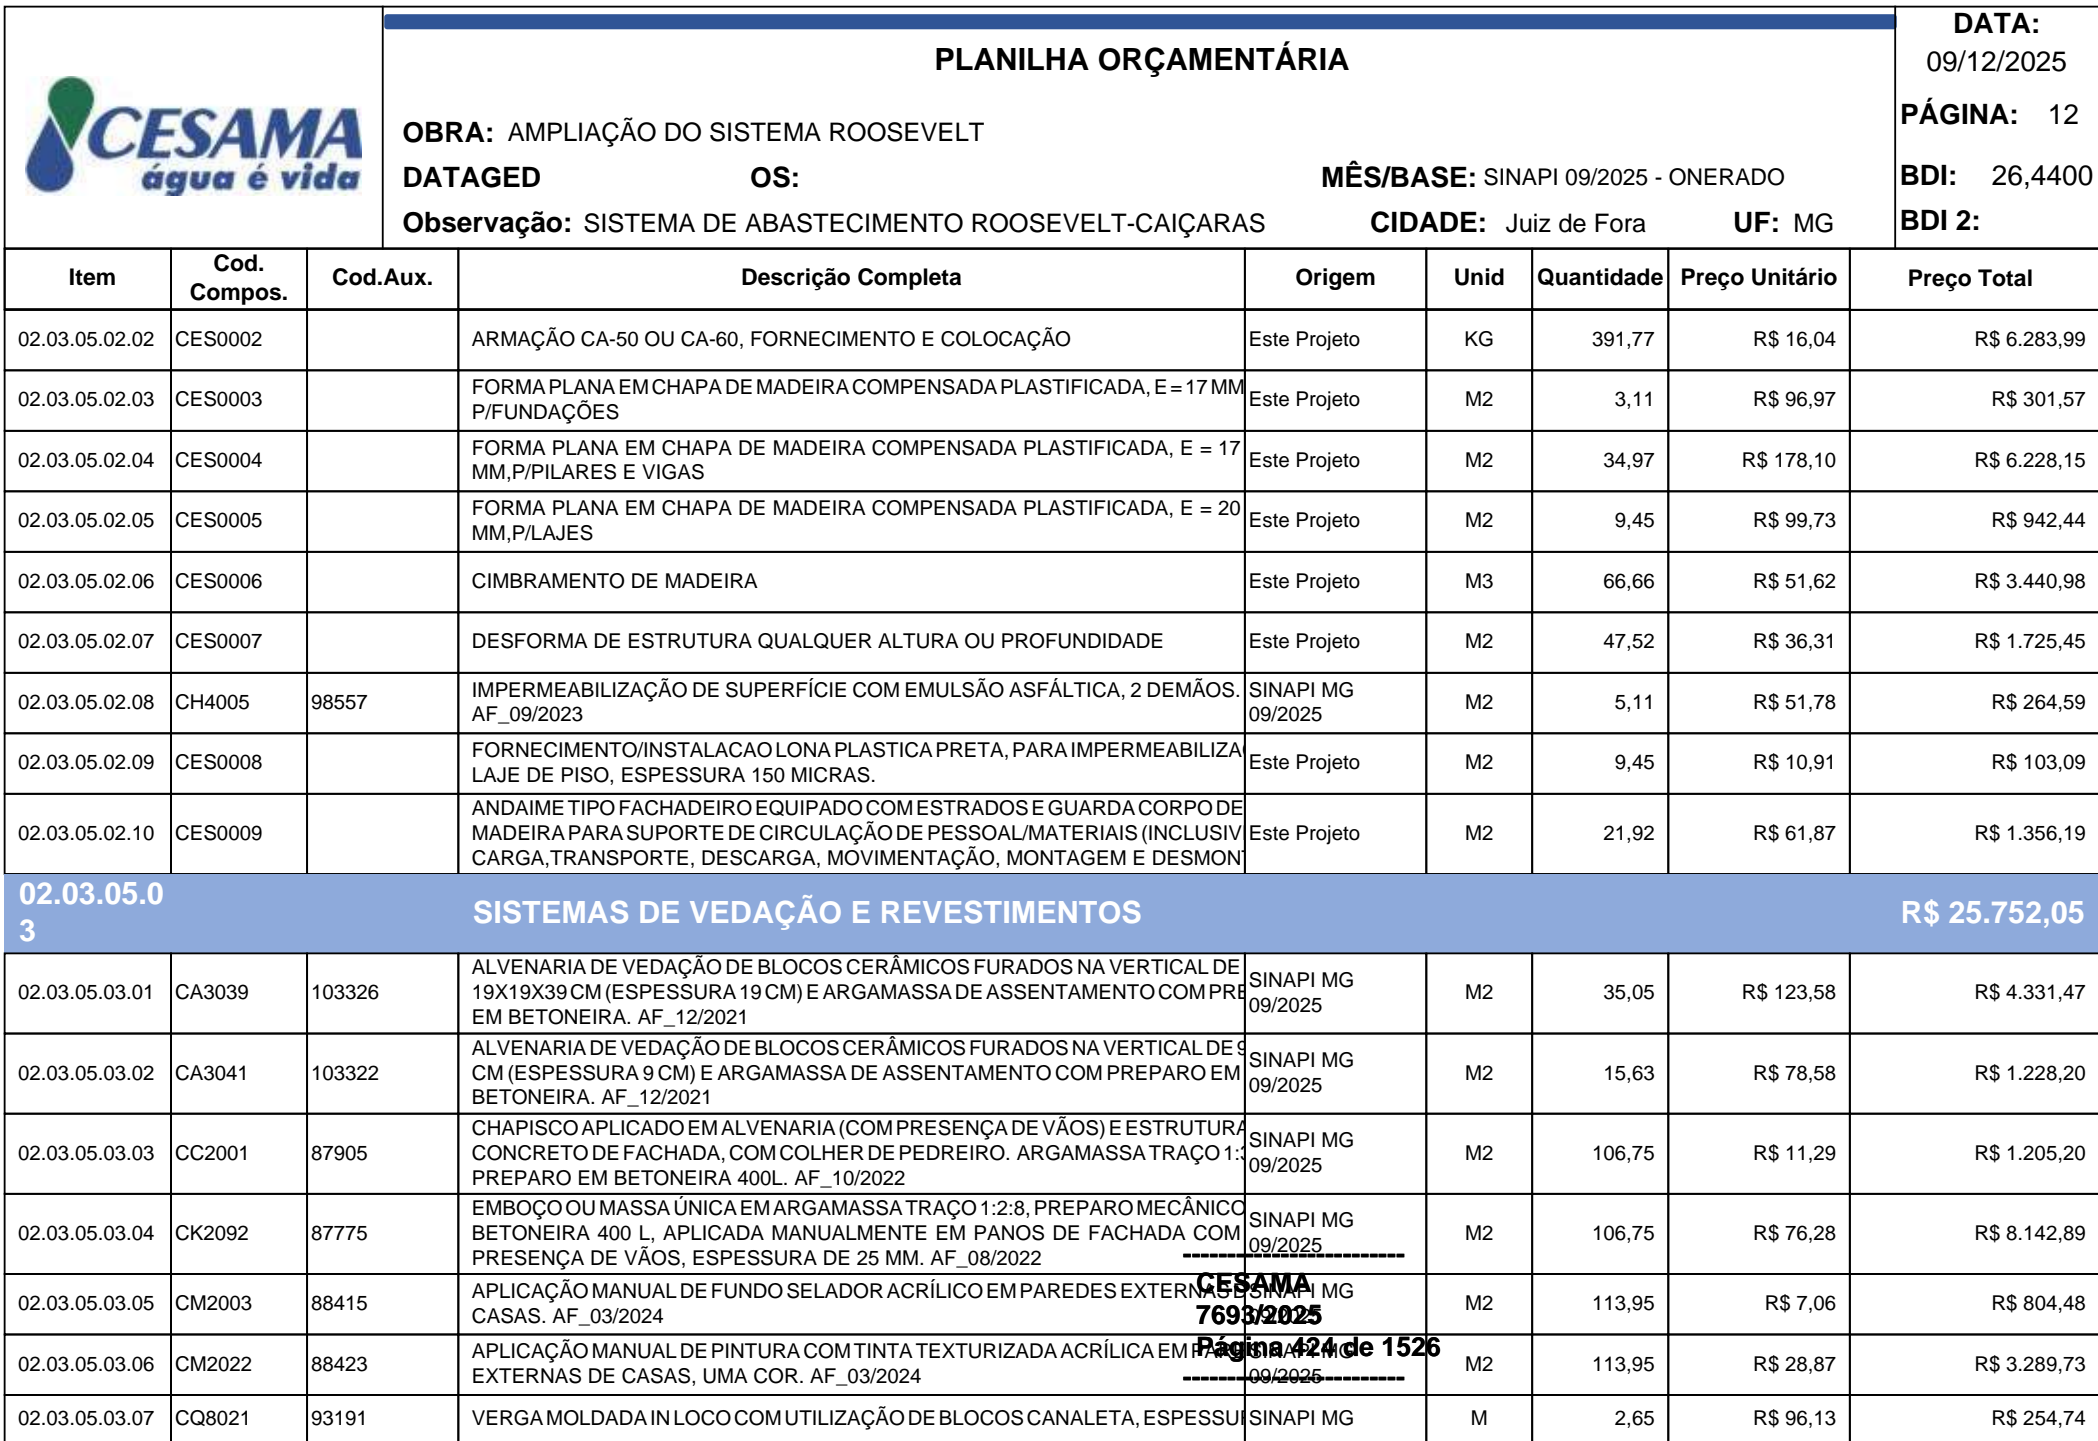 CESAMA
água é vida
PLANILHA ORÇAMENTÁRIA
OBRA: AMPLIAÇÃO DO SISTEMA ROOSEVELT
DATAGED OS: MÊS/BASE: SINAPI 09/2025 - ONERADO
Observação: SISTEMA DE ABASTECIMENTO ROOSEVELT-CAIÇARAS CIDADE: Juiz de Fora UF: MG
DATA:
09/12/2025
PÁGINA: 12
BDI: 26,4400
BDI 2:
Item Cod. Compos. Cod.Aux. Descrição Completa Origem Unid Quantidade Preço Unitário Preço Total
02.03.05.02.02 CES0002 ARMAÇÃO CA-50 OU CA-60, FORNECIMENTO E COLOCAÇÃO Este Projeto KG 391,77 R$ 16,04 R$ 6.283,99
02.03.05.02.03 CES0003 FORMA PLANA EM CHAPA DE MADEIRA COMPENSADA PLASTIFICADA, E = 17 MM
P/FUNDAÇÕES Este Projeto M2 3,11 R$ 96,97 R$ 301,57
02.03.05.02.04 CES0004 FORMA PLANA EM CHAPA DE MADEIRA COMPENSADA PLASTIFICADA, E = 17
MM,P/PILARES E VIGAS Este Projeto M2 34,97 R$ 178,10 R$ 6.228,15
02.03.05.02.05 CES0005 FORMA PLANA EM CHAPA DE MADEIRA COMPENSADA PLASTIFICADA, E = 20
MM,P/LAJES Este Projeto M2 9,45 R$ 99,73 R$ 942,44
02.03.05.02.06 CES0006 CIMBRAMENTO DE MADEIRA Este Projeto M3 66,66 R$ 51,62 R$ 3.440,98
02.03.05.02.07 CES0007 DESFORMA DE ESTRUTURA QUALQUER ALTURA OU PROFUNDIDADE Este Projeto M2 47,52 R$ 36,31 R$ 1.725,45
02.03.05.02.08 CH4005 98557 IMPERMEABILIZAÇÃO DE SUPERFÍCIE COM EMULSÃO ASFÁLTICA, 2 DEMÃOS.
AF_09/2023 SINAPI MG 09/2025 M2 5,11 R$ 51,78 R$ 264,59
02.03.05.02.09 CES0008 FORNECIMENTO/INSTALACAO LONA PLASTICA PRETA, PARA IMPERMEABILIZA
LAJE DE PISO, ESPESSURA 150 MICRAS. Este Projeto M2 9,45 R$ 10,91 R$ 103,09
02.03.05.02.10 CES0009 ANDAIME TIPO FACHADEIRO EQUIPADO COM ESTRADOS E GUARDA CORPO DE
MADEIRA PARA SUPORTE DE CIRCULAÇÃO DE PESSOAL/MATERIAIS (INCLUSIV
CARGA,TRANSPORTE, DESCARGA, MOVIMENTAÇÃO, MONTAGEM E DESMON Este Projeto M2 21,92 R$ 61,87 R$ 1.356,19
02.03.05.03 SISTEMAS DE VEDAÇÃO E REVESTIMENTOS R$ 25.752,05
02.03.05.03.01 CA3039 103326 ALVENARIA DE VEDAÇÃO DE BLOCOS CERÂMICOS FURADOS NA VERTICAL DE
19X19X39 CM (ESPESSURA 19 CM) E ARGAMASSA DE ASSENTAMENTO COM PRE
EM BETONEIRA. AF_12/2021 SINAPI MG 09/2025 M2 35,05 R$ 123,58 R$ 4.331,47
02.03.05.03.02 CA3041 103322 ALVENARIA DE VEDAÇÃO DE BLOCOS CERÂMICOS FURADOS NA VERTICAL DE 9
CM (ESPESSURA 9 CM) E ARGAMASSA DE ASSENTAMENTO COM PREPARO EM
BETONEIRA. AF_12/2021 SINAPI MG 09/2025 M2 15,63 R$ 78,58 R$ 1.228,20
02.03.05.03.03 CC2001 87905 CHAPISCO APLICADO EM ALVENARIA (COM PRESENÇA DE VÃOS) E ESTRUTURA
CONCRETO DE FACHADA, COM COLHER DE PEDREIRO. ARGAMASSA TRAÇO 1:3
PREPARO EM BETONEIRA 400L. AF_10/2022 SINAPI MG 09/2025 M2 106,75 R$ 11,29 R$ 1.205,20
02.03.05.03.04 CK2092 87775 EMBOÇO OU MASSA ÚNICA EM ARGAMASSA TRAÇO 1:2:8, PREPARO MECÂNICO
BETONEIRA 400 L, APLICADA MANUALMENTE EM PANOS DE FACHADA COM
PRESENÇA DE VÃOS, ESPESSURA DE 25 MM. AF_08/2022 SINAPI MG 09/2025 M2 106,75 R$ 76,28 R$ 8.142,89
02.03.05.03.05 CM2003 88415 APLICAÇÃO MANUAL DE FUNDO SELADOR ACRÍLICO EM PAREDES EXTERNAS D
CASAS. AF_03/2024 SINAPI MG 09/2025 M2 113,95 R$ 7,06 R$ 804,48
02.03.05.03.06 CM2022 88423 APLICAÇÃO MANUAL DE PINTURA COM TINTA TEXTURIZADA ACRÍLICA EM
EXTERNAS DE CASAS, UMA COR. AF_03/2024 SINAPI MG 09/2025 M2 113,95 R$ 28,87 R$ 3.289,73
02.03.05.03.07 CQ8021 93191 VERGA MOLDADA IN LOCO COM UTILIZAÇÃO DE BLOCOS CANALETA, ESPESSU SINAPI MG M 2,65 R$ 96,13 R$ 254,74
CESAMA
7693/2025
Página 424 de 1526